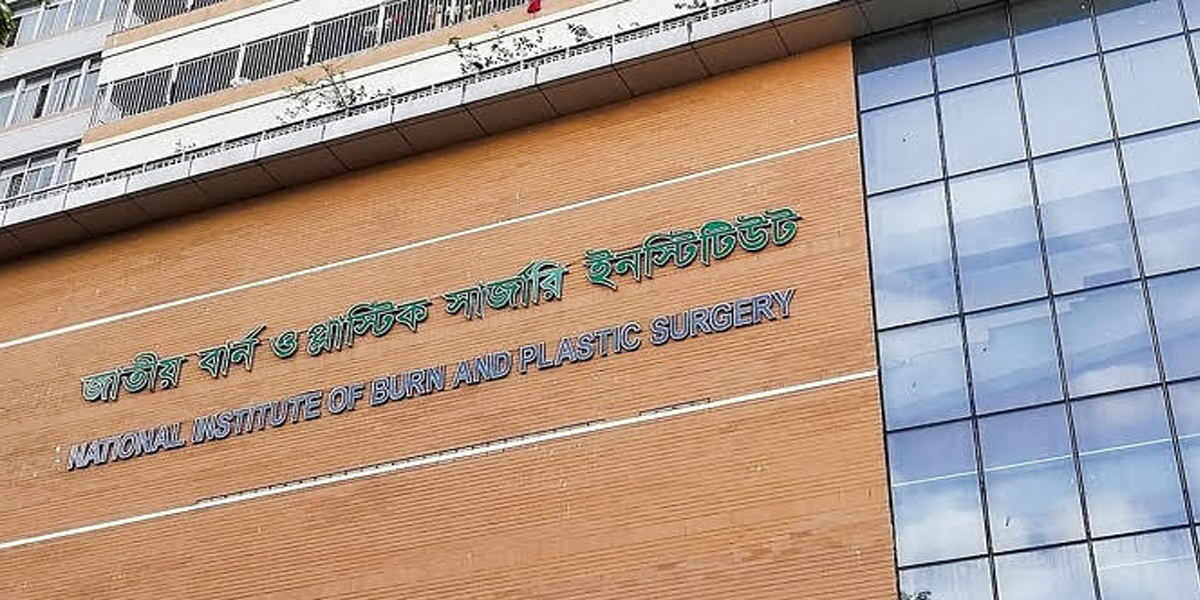 জাতীয় বার্ন ও প্লাস্টিক সার্জারি ইনস্টিটিউট
NATIONAL INSTITUTE OF BURN AND PLASTIC SURGERY